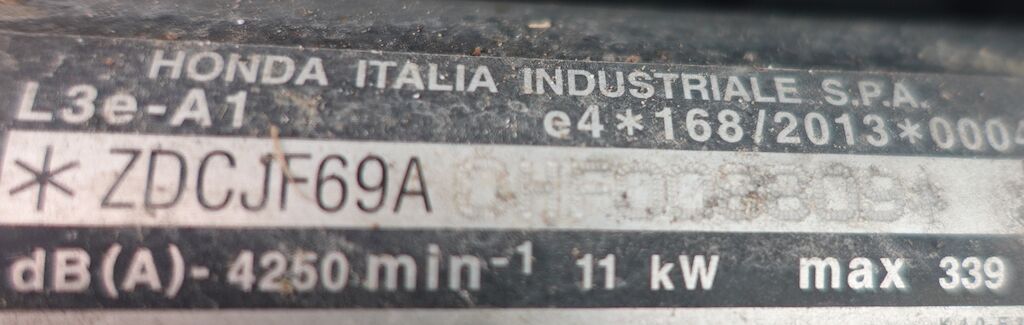 HONDA ITALIA INDUSTRIALE S.P.A.
L3e-A1 e4*168/2013*0004
*ZDCJF69A
dB(A)- 4250 min-1 11 kW max 339